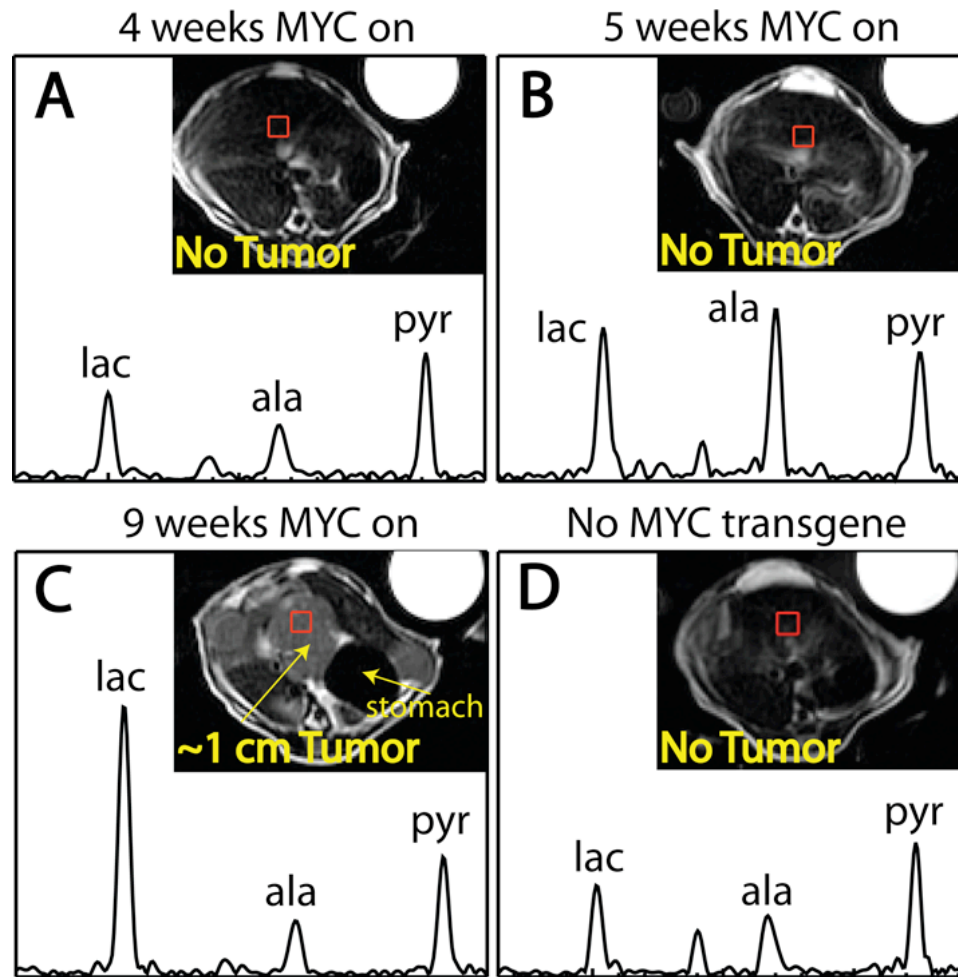 4 weeks MYC on
A
No Tumor
lac
ala
pyr
5 weeks MYC on
B
No Tumor
lac
ala
pyr
9 weeks MYC on
C
stomach
~1 cm Tumor
lac
ala
pyr
No MYC transgene
D
No Tumor
lac
ala
pyr